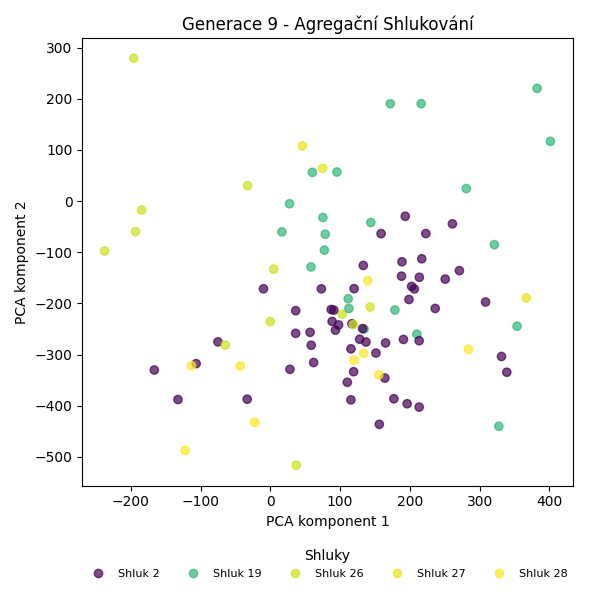 Generace 9 - Agregační Shlukování
300
200
100
0
−100
−200
−300
−400
−500
PCA komponent 2
−200 −100 0 100 200 300 400
PCA komponent 1
Shluky
Shluk 2 Shluk 19 Shluk 26 Shluk 27 Shluk 28